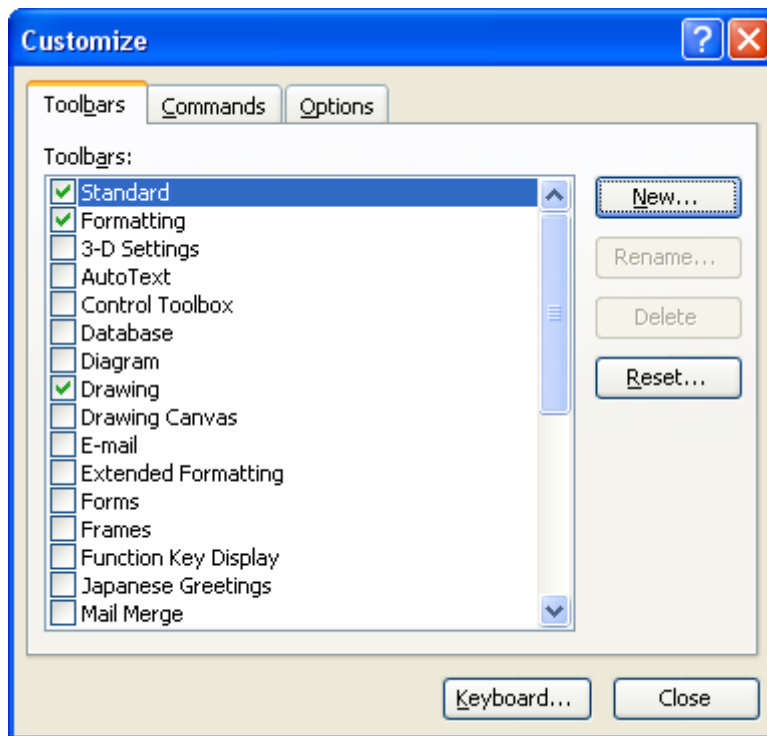 Customize
Toolbars Commands Options
Toolbars:
Standard
Formatting
3-D Settings
AutoText
Control Toolbox
Database
Diagram
Drawing
Drawing Canvas
E-mail
Extended Formatting
Forms
Frames
Function Key Display
Japanese Greetings
Mail Merge
New...
Rename...
Delete
Reset...
Keyboard... Close